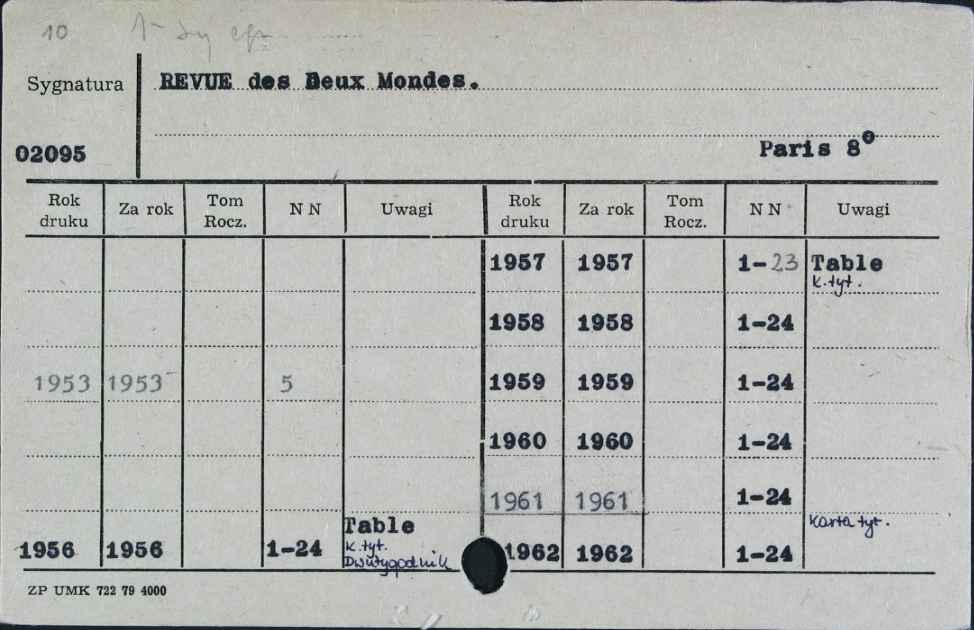 10
Sygnatura REVUE des Deux Mondes.
02095 Paris 8°
Rok druku Za rok Tom Rocz. N N Uwagi Rok druku Za rok Tom Rocz. N N Uwagi
1957 1957 1-23 Table
K.tyt.
1958 1958 1-24
1953 1953 5 1959 1959 1-24
1960 1960 1-24
1961 1961 1-24
Table Karta tyt.
1956 1956 1-24 K.tyt. 1962 1962 1-24
Dwutygodnik
ZP UMK 722 79 4000